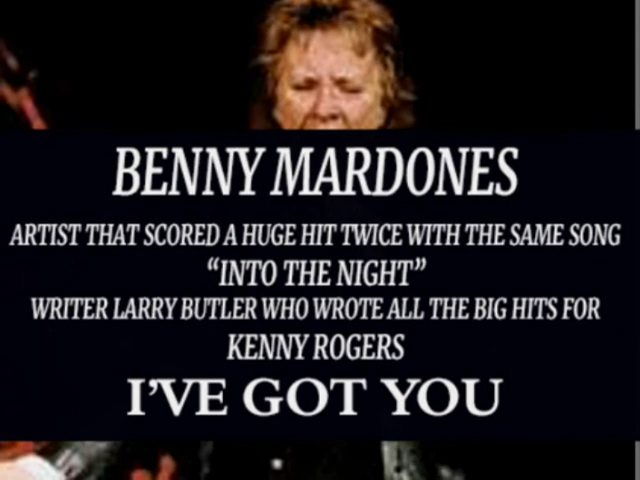 BENNY MARDONES
ARTIST THAT SCORED A HUGE HIT TWICE WITH THE SAME SONG
“INTO THE NIGHT”
WRITER LARRY BUTLER WHO WROTE ALL THE BIG HITS FOR
KENNY ROGERS
I’VE GOT YOU